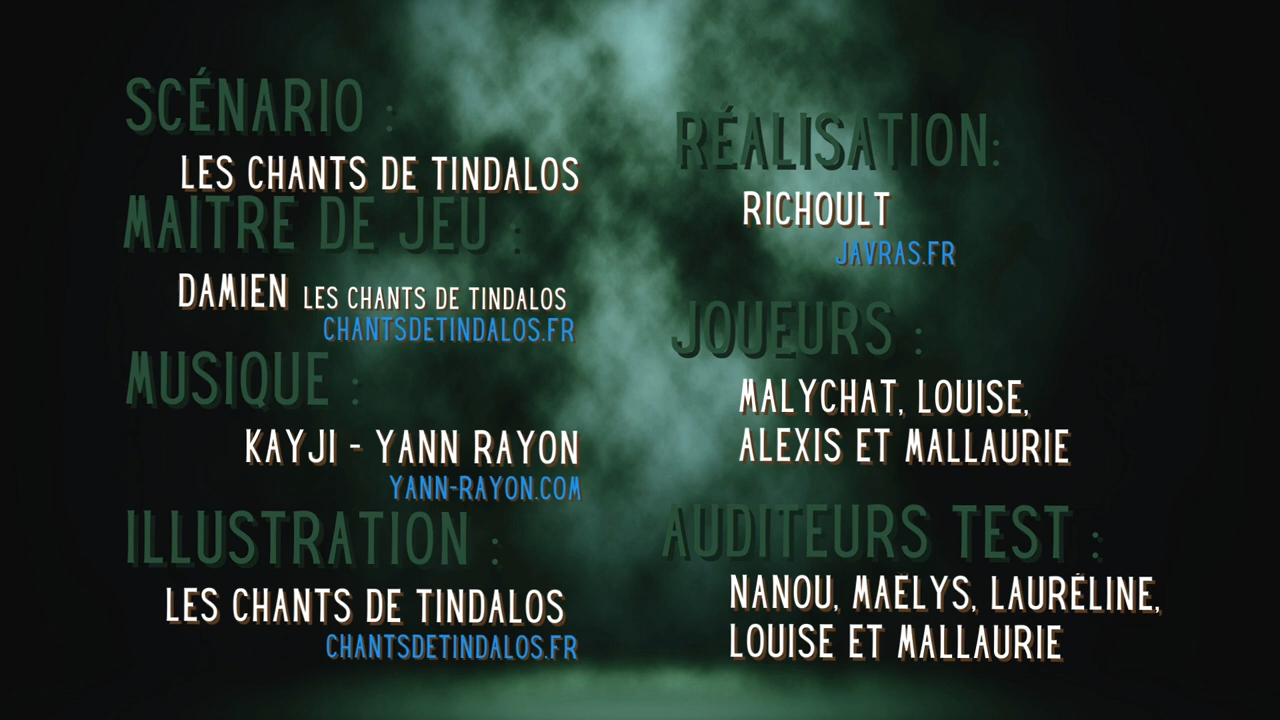 SCÉNARIO :
LES CHANTS DE TINDALOS
MAITRE DE JEU :
DAMIEN LES CHANTS DE TINDALOS
CHANTSDETINDALOS.FR
MUSIQUE :
KAYJI - YANN RAYON
YANN-RAYON.COM
ILLUSTRATION :
LES CHANTS DE TINDALOS
CHANTSDETINDALOS.FR
RÉALISATION:
RICHOULT
JAVRAS.FR
JOUEURS :
MALYCHAT, LOUISE,
ALEXIS ET MALLAURIE
AUDITEURS TEST :
NANOU, MAËLYS, LAURÉLINE,
LOUISE ET MALLAURIE